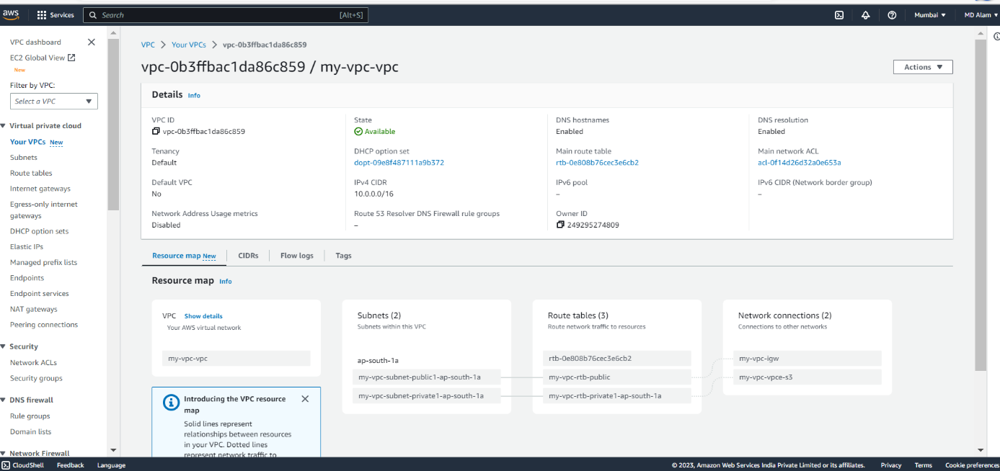 aws
Services
Search
[Alt+S]
Mumbai
MD Alam
VPC dashboard
EC2 Global View
New
Filter by VPC:
Select a VPC
Virtual private cloud
Your VPCs New
Subnets
Route tables
Internet gateways
Egress-only internet
gateways
DHCP option sets
Elastic IPs
Managed prefix lists
Endpoints
Endpoint services
NAT gateways
Peering connections
Security
Network ACLs
Security groups
DNS firewall
Rule groups
Domain lists
Network Firewall
VPC > Your VPCs > vpc-0b3ffbac1da86c859
vpc-0b3ffbac1da86c859 / my-vpc-vpc
Actions
Details Info
VPC ID
vpc-0b3ffbac1da86c859
State
Available
DNS hostnames
Enabled
DNS resolution
Enabled
Tenancy
Default
DHCP option set
dopt-09e8f487111a9b372
Main route table
rtb-0e808b76cec3e6cb2
Main network ACL
acl-0f14d26d32a0e653a
Default VPC
No
IPv4 CIDR
10.0.0.0/16
IPv6 pool
–
IPv6 CIDR (Network border group)
–
Network Address Usage metrics
Disabled
Route 53 Resolver DNS Firewall rule groups
–
Owner ID
249295274809
Resource map New
CIDRs
Flow logs
Tags
Resource map Info
VPC Show details
Your AWS virtual network
my-vpc-vpc
Subnets (2)
Subnets within this VPC
ap-south-1a
my-vpc-subnet-public1-ap-south-1a
my-vpc-subnet-private1-ap-south-1a
Route tables (3)
Route network traffic to resources
rtb-0e808b76cec3e6cb2
my-vpc-rtb-public
my-vpc-rtb-private1-ap-south-1a
Network connections (2)
Connections to other networks
my-vpc-igw
my-vpc-vpce-s3
Introducing the VPC resource
map
Solid lines represent
relationships between resources
in your VPC. Dotted lines
represent network traffic to
CloudShell
Feedback
Language
© 2023, Amazon Web Services India Private Limited or its affiliates.
Privacy
Terms
Cookie preferences